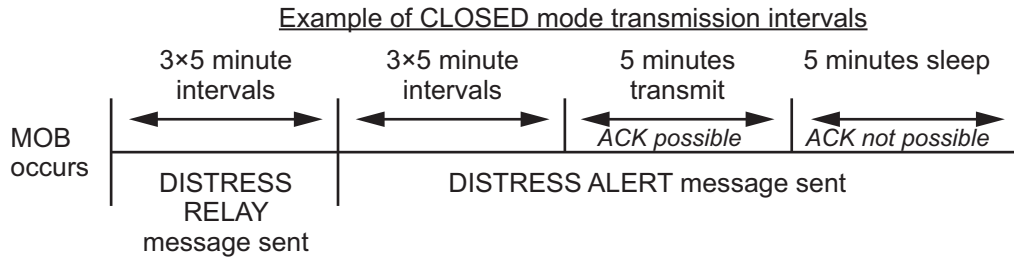 Example of CLOSED mode transmission intervals
3×5 minute
intervals
3×5 minute
intervals
5 minutes
transmit
5 minutes sleep
ACK possible
ACK not possible
MOB
occurs
DISTRESS
RELAY
message sent
DISTRESS ALERT message sent